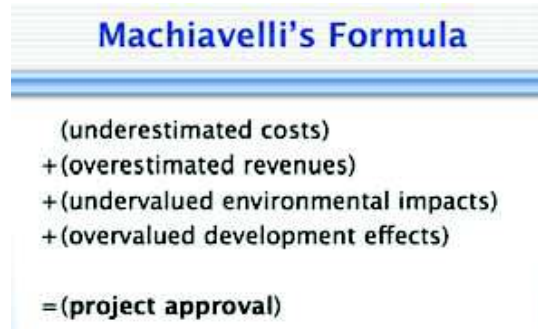 Machiavelli's Formula
(underestimated costs)
+(overestimated revenues)
+(undervalued environmental impacts)
+(overvalued development effects)
=(project approval)